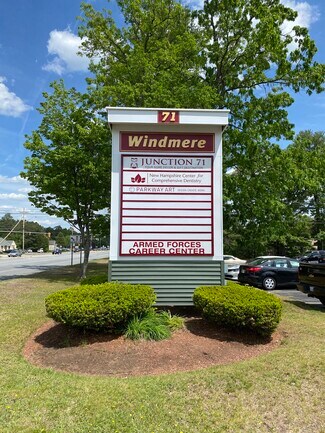 71
Windmere
JUNCTION 71
New Hampshire Center for
Comprehensive Dentistry
PARKWAY ART
ARMED FORCES
CAREER CENTER